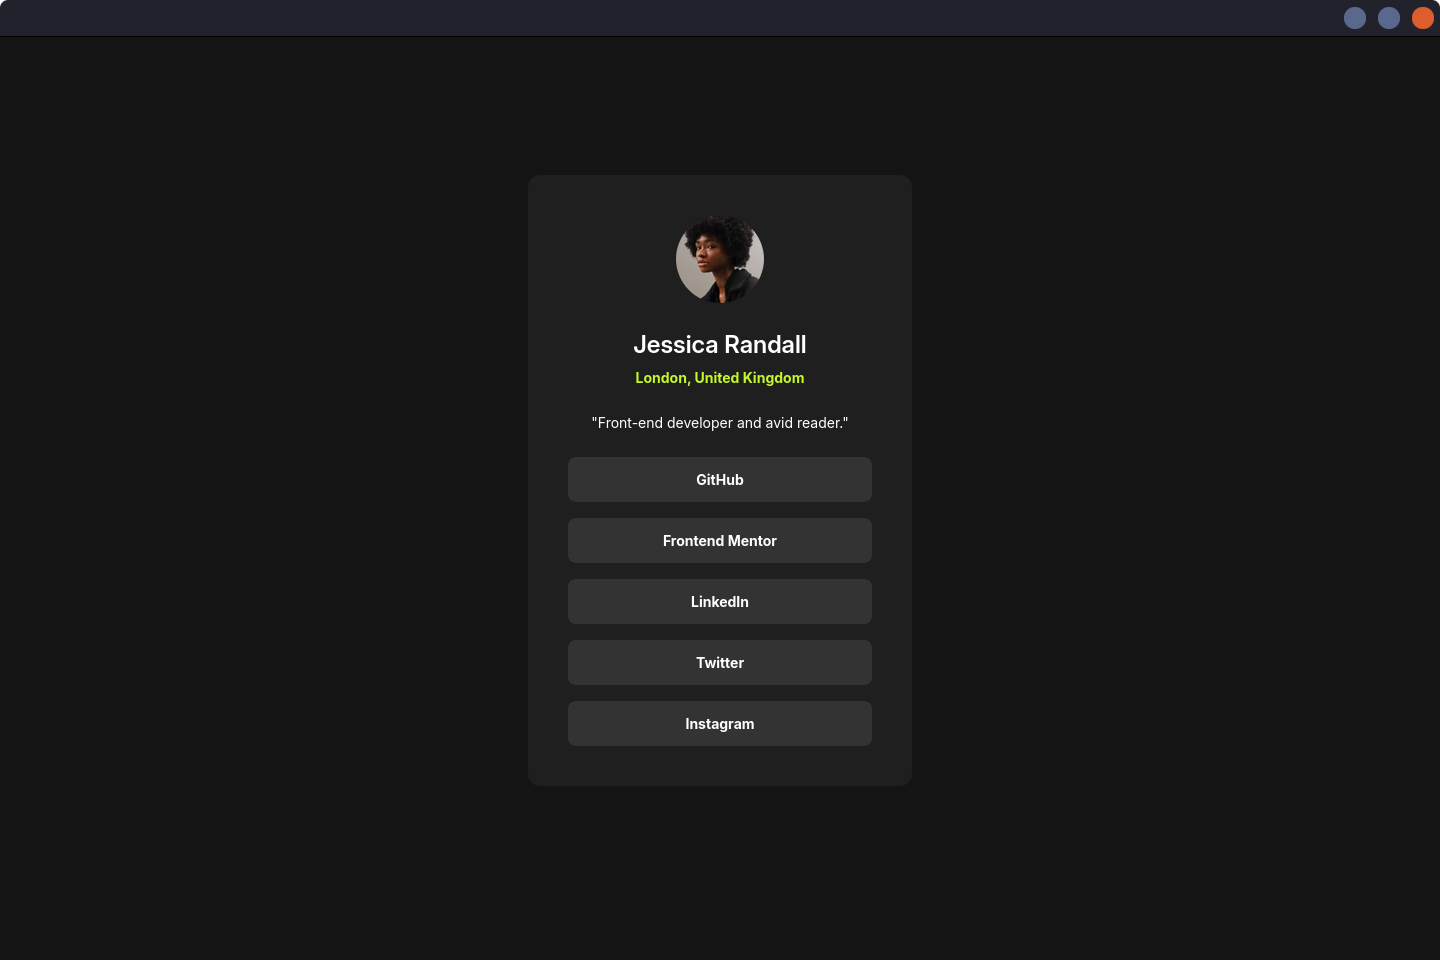 Jessica Randall
London, United Kingdom
"Front-end developer and avid reader."
GitHub
Frontend Mentor
LinkedIn
Twitter
Instagram